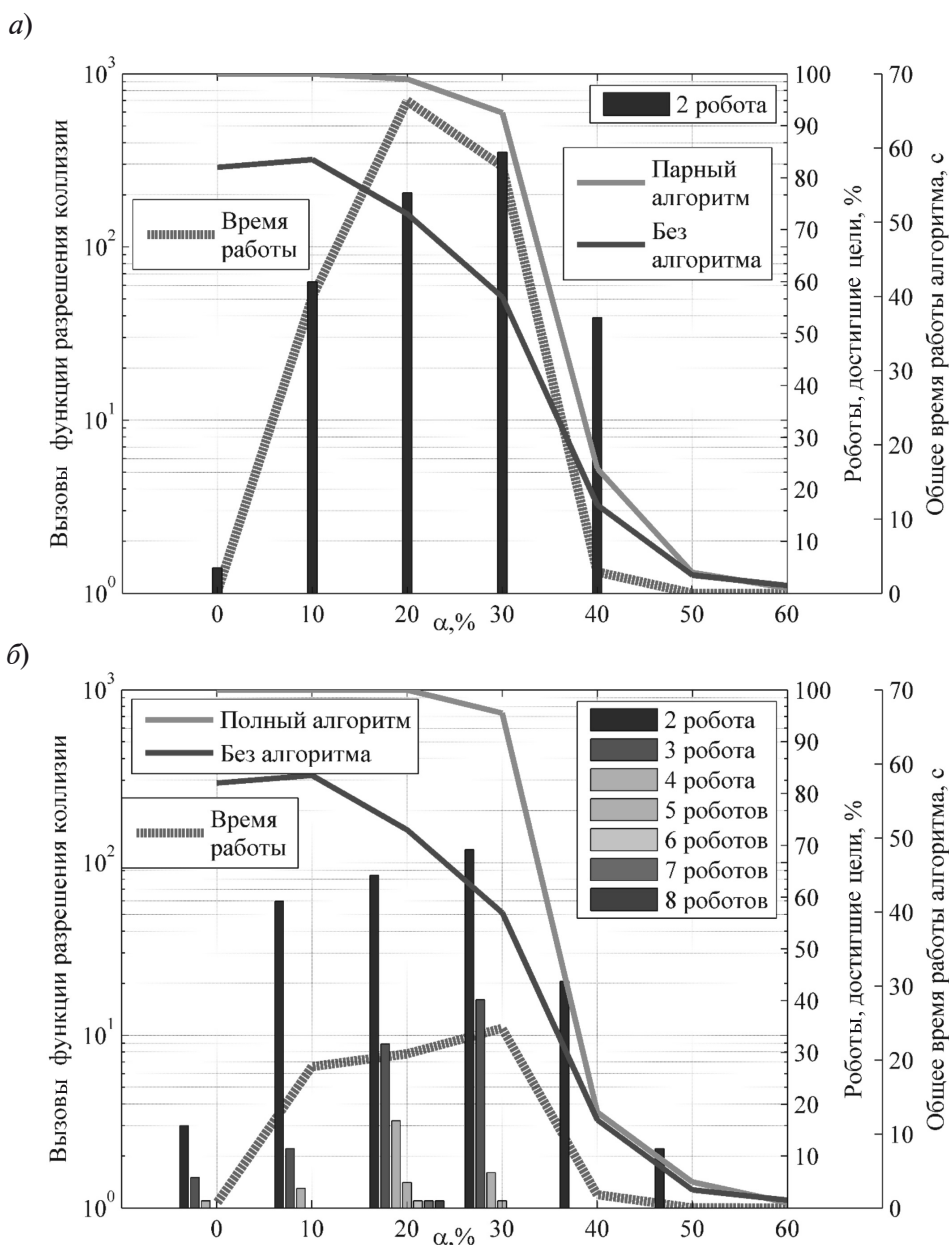 а)
10³
10²
10¹
10⁰
Вызовы функции разрешения коллизии
2 робота
Парный
алгоритм
Без
алгоритма
Время
работы
100
90
80
70
60
50
40
30
20
10
Роботы, достигшие цели, %
70
60
50
40
30
20
10
0
Общее время работы алгоритма, с
0 10 20 30 40 50 60
α,%
б)
10³
10²
10¹
10⁰
Вызовы функции разрешения коллизии
Полный алгоритм
Без алгоритма
Время
работы
2 робота
3 робота
4 робота
5 роботов
6 роботов
7 роботов
8 роботов
100
90
80
70
60
50
40
30
20
10
Роботы, достигшие цели, %
70
60
50
40
30
20
10
0
Общее время работы алгоритма, с
0 10 20 30 40 50 60
α,%